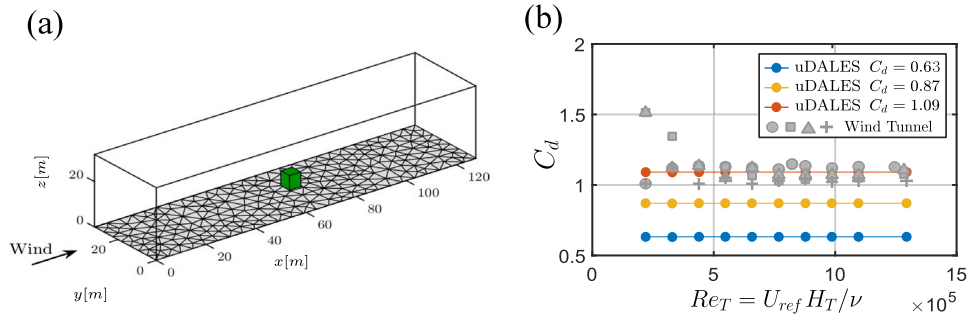 (a)
z[m]
20
0
Wind
20
0
y[m]
0
20
40
60
80
100
120
x[m]
(b)
C_d
2
1.5
1
0.5
uDALES C_d = 0.63
uDALES C_d = 0.87
uDALES C_d = 1.09
Wind Tunnel
0
5
10
15
Re_T = U_{ref} H_T/ν
×10^5